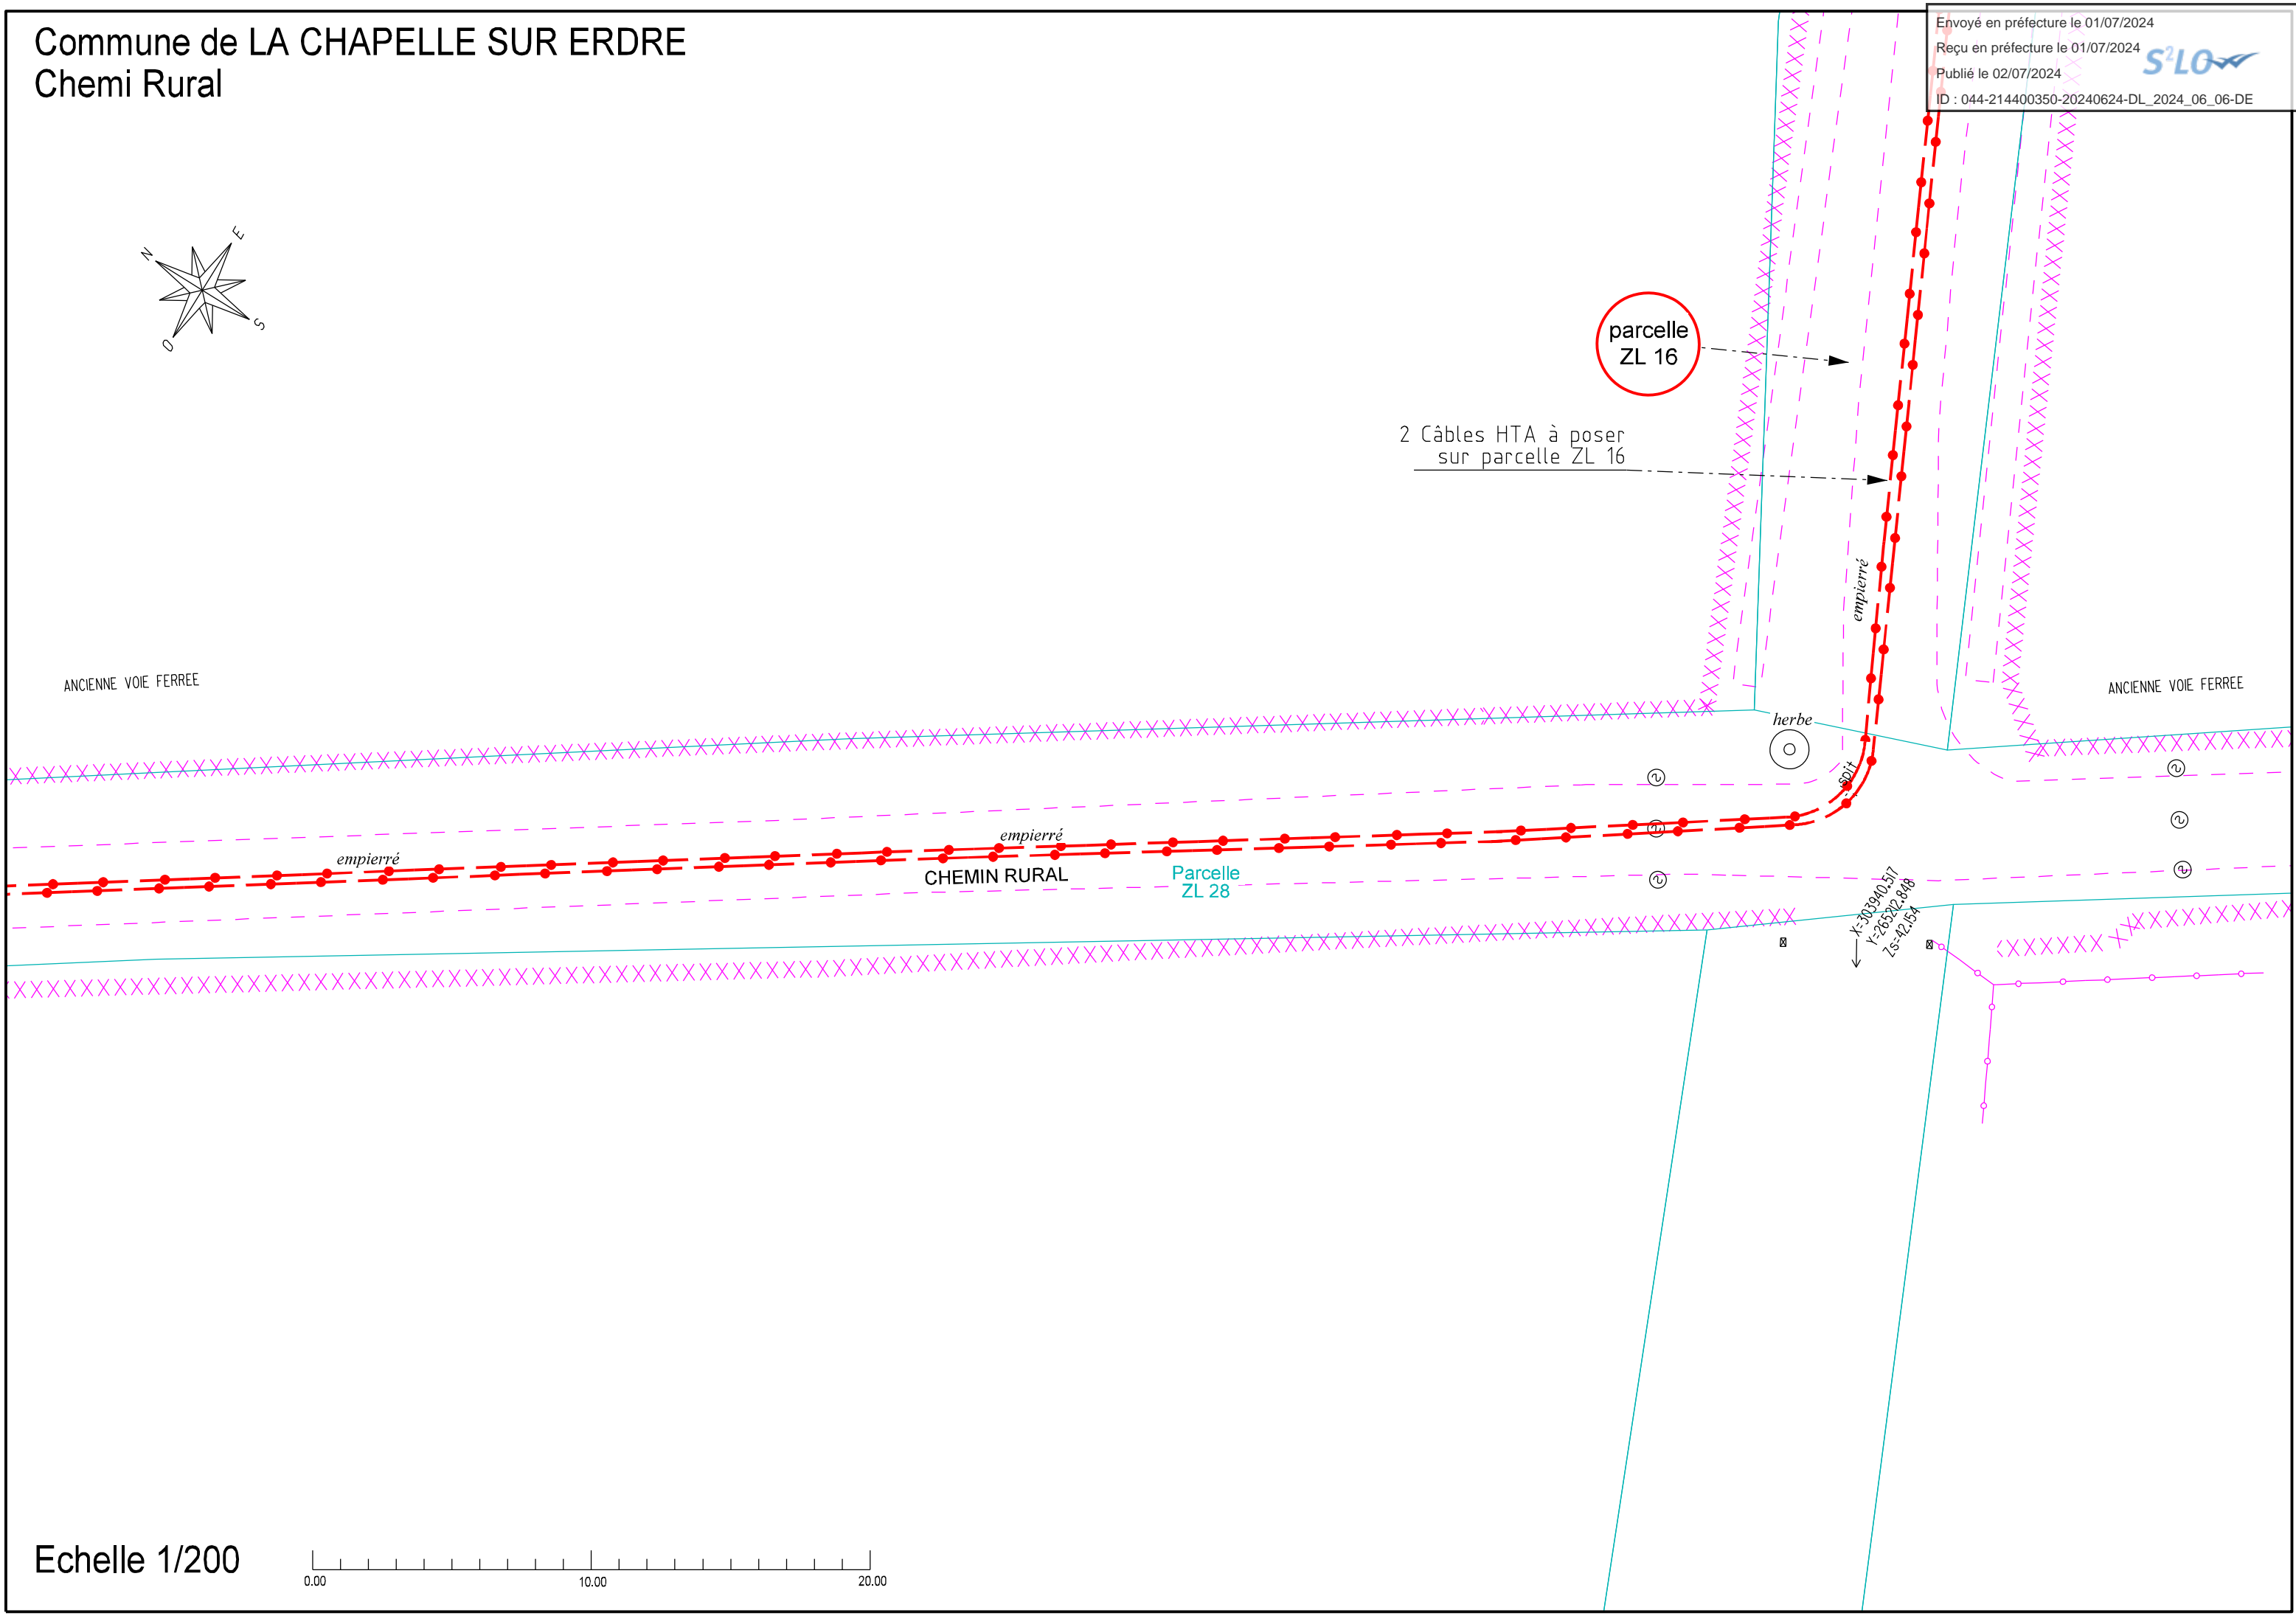 Commune de LA CHAPELLE SUR ERDRE
Chemi Rural
Envoyé en préfecture le 01/07/2024
Reçu en préfecture le 01/07/2024
Publié le 02/07/2024
S²LO
ID : 044-214400350-20240624-DL_2024_06_06-DE
N
E
S
O
parcelle
ZL 16
2 Câbles HTA à poser
sur parcelle ZL 16
empierré
ANCIENNE VOIE FERREE
ANCIENNE VOIE FERREE
herbe
spit
empierré
empierré
CHEMIN RURAL
Parcelle
ZL 28
X=303940.517
Y=265212.848
Z.s=42.154
Echelle 1/200
0.00
10.00
20.00